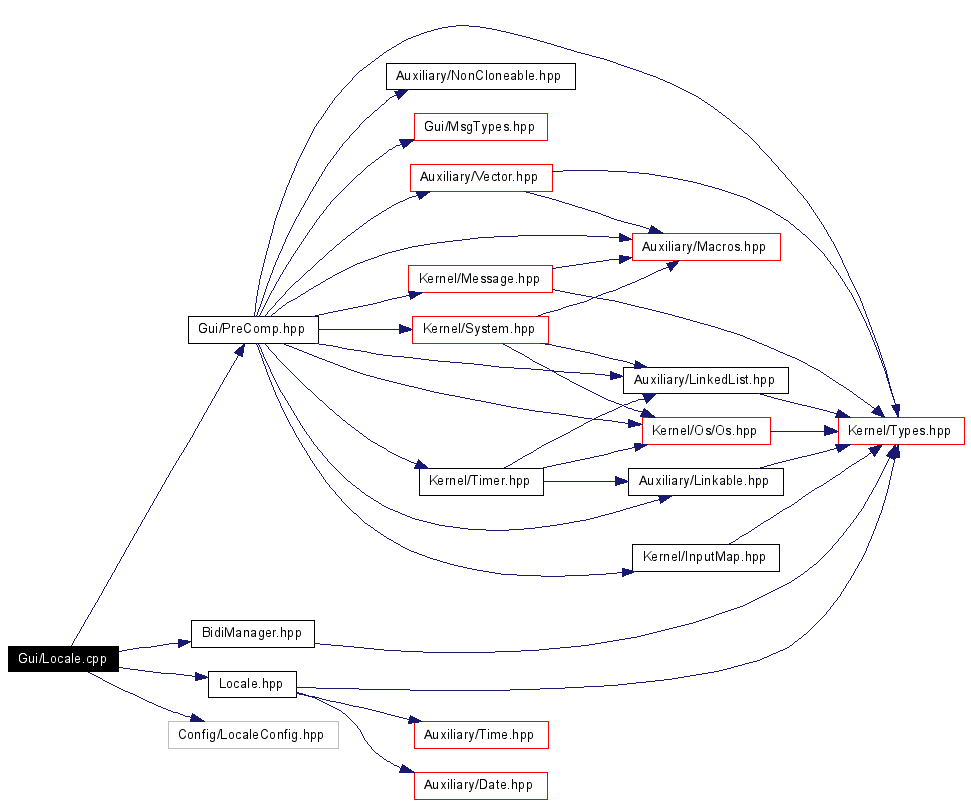 Auxiliary/NonCloneable.hpp
Gui/MsgTypes.hpp
Auxiliary/Vector.hpp
Auxiliary/Macros.hpp
Kernel/Message.hpp
Gui/PreComp.hpp
Kernel/System.hpp
Auxiliary/LinkedList.hpp
Kernel/Os/Os.hpp
Kernel/Types.hpp
Kernel/Timer.hpp
Auxiliary/Linkable.hpp
Kernel/InputMap.hpp
BidiManager.hpp
Gui/Locale.cpp
Locale.hpp
Config/LocaleConfig.hpp
Auxiliary/Time.hpp
Auxiliary/Date.hpp